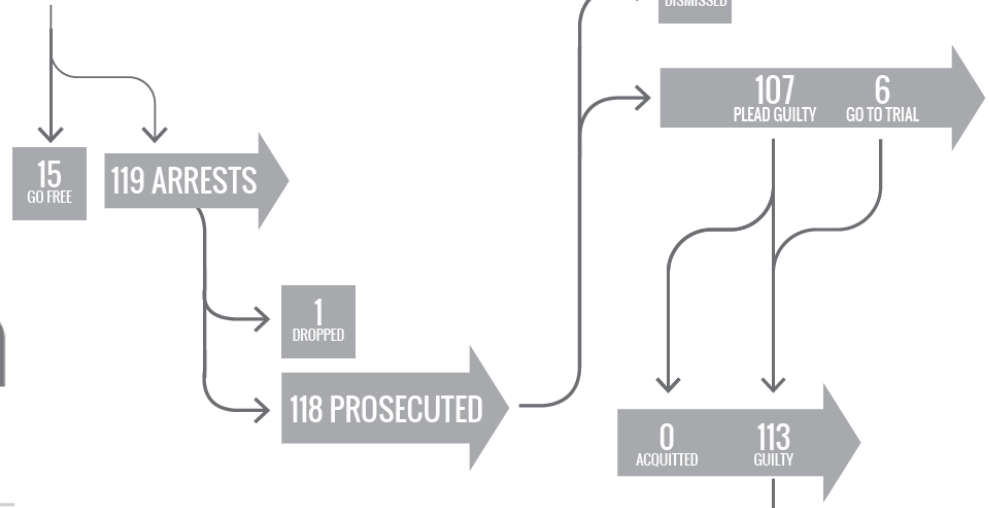 DISMISSED
107
PLEAD GUILTY
6
GO TO TRIAL
15
GO FREE
119 ARRESTS
1
DROPPED
118 PROSECUTED
0
ACQUITTED
113
GUILTY